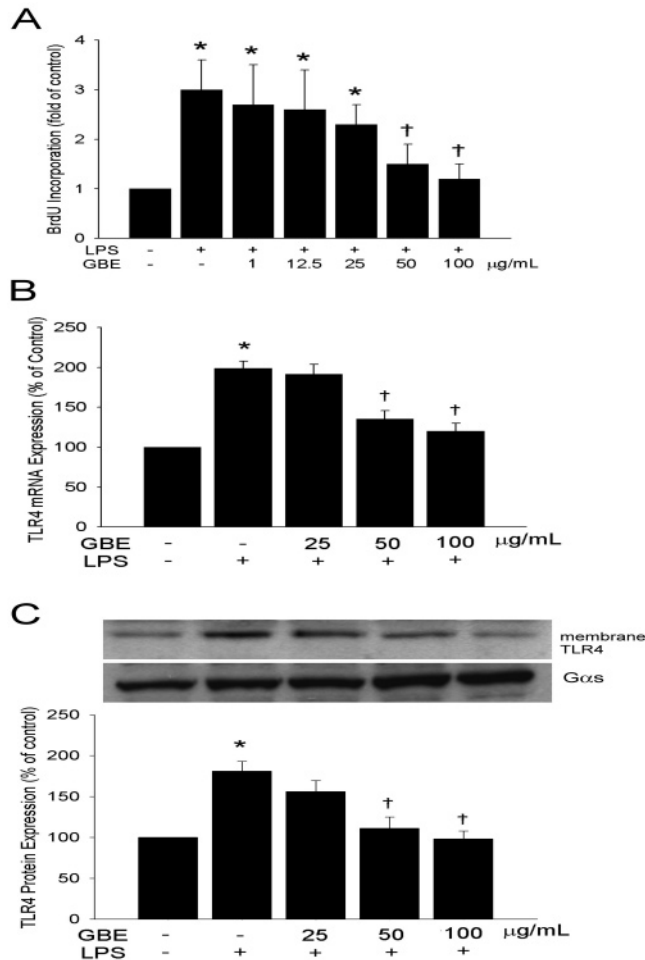 A
BrdU Incorporation (fold of control)
4
3
2
1
0
* * * * † †
LPS - + + + + + +
GBE - - 1 12.5 25 50 100 μg/mL
B
TLR4 mRNA Expression (% of Control)
250
200
150
100
50
0
* † †
GBE - - 25 50 100 μg/mL
LPS - + + + +
C
membrane
TLR4
Gαs
TLR4 Protein Expression (% of control)
250
200
150
100
50
0
* † †
GBE - - 25 50 100 μg/mL
LPS - + + + +